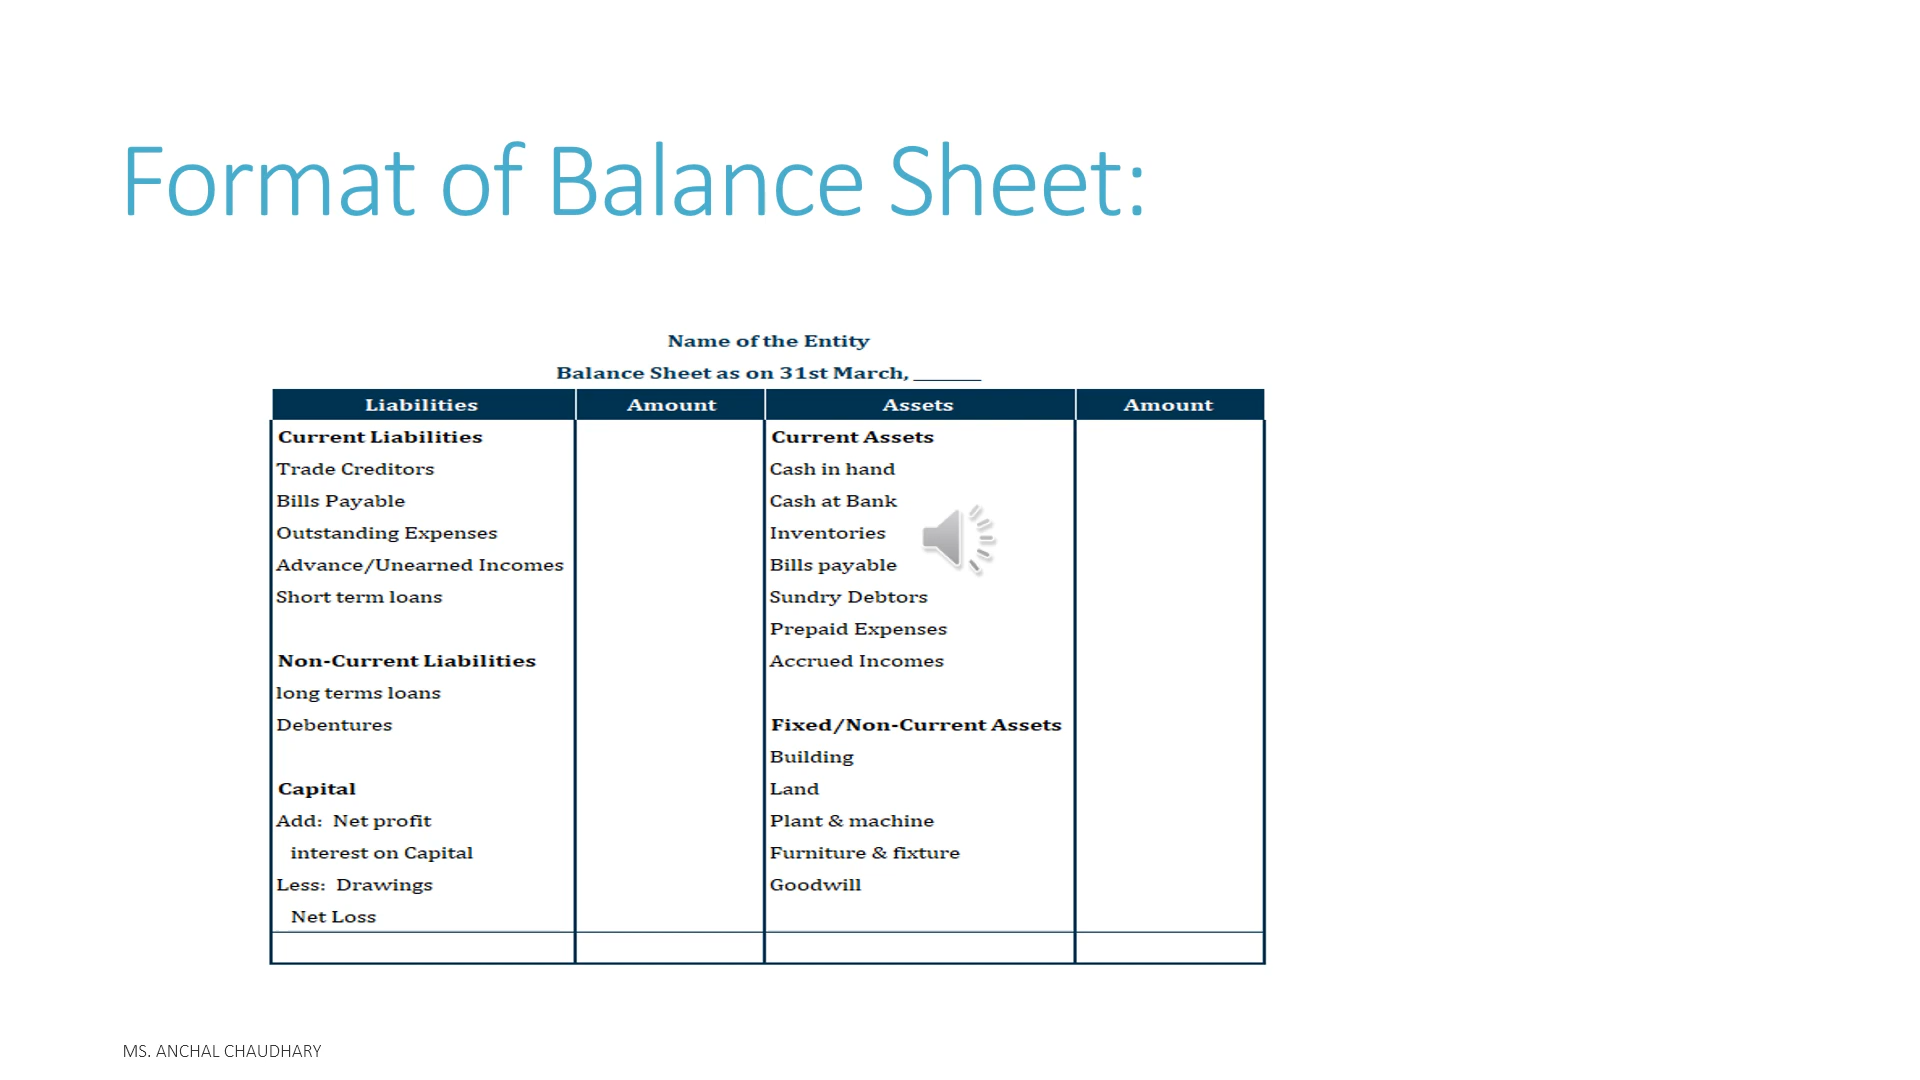 Format of Balance Sheet:
Name of the Entity
Balance Sheet as on 31st March, ______
Liabilities Amount Assets Amount
Current Liabilities Current Assets
Trade Creditors Cash in hand
Bills Payable Cash at Bank
Outstanding Expenses Inventories
Advance/Unearned Incomes Bills payable
Short term loans Sundry Debtors
Prepaid Expenses
Non-Current Liabilities Accrued Incomes
long terms loans
Debentures Fixed/Non-Current Assets
Building
Capital Land
Add: Net profit Plant & machine
interest on Capital Furniture & fixture
Less: Drawings Goodwill
Net Loss
MS. ANCHAL CHAUDHARY